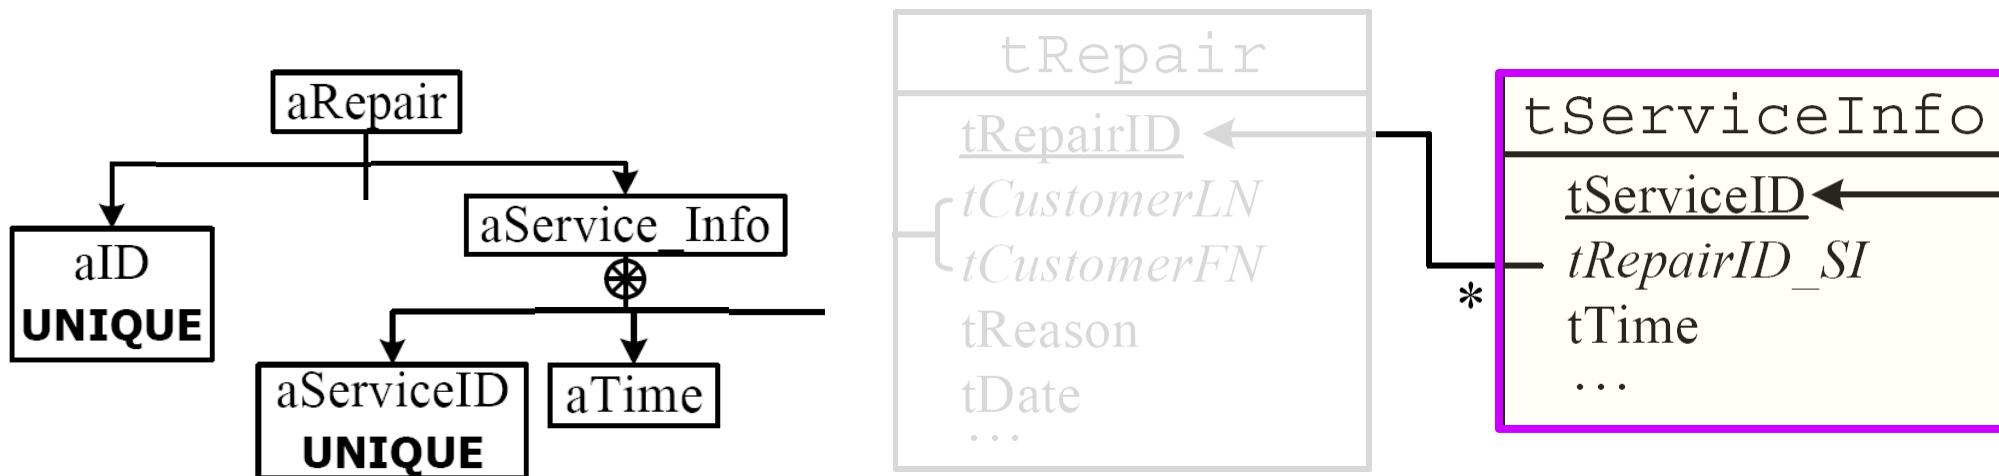 aRepair
aID
UNIQUE
aService_Info
aServiceID
UNIQUE
aTime
tRepair
tRepairID
tCustomerLN
tCustomerFN
tReason
tDate
...
*
tServiceInfo
tServiceID
tRepairID_SI
tTime
...